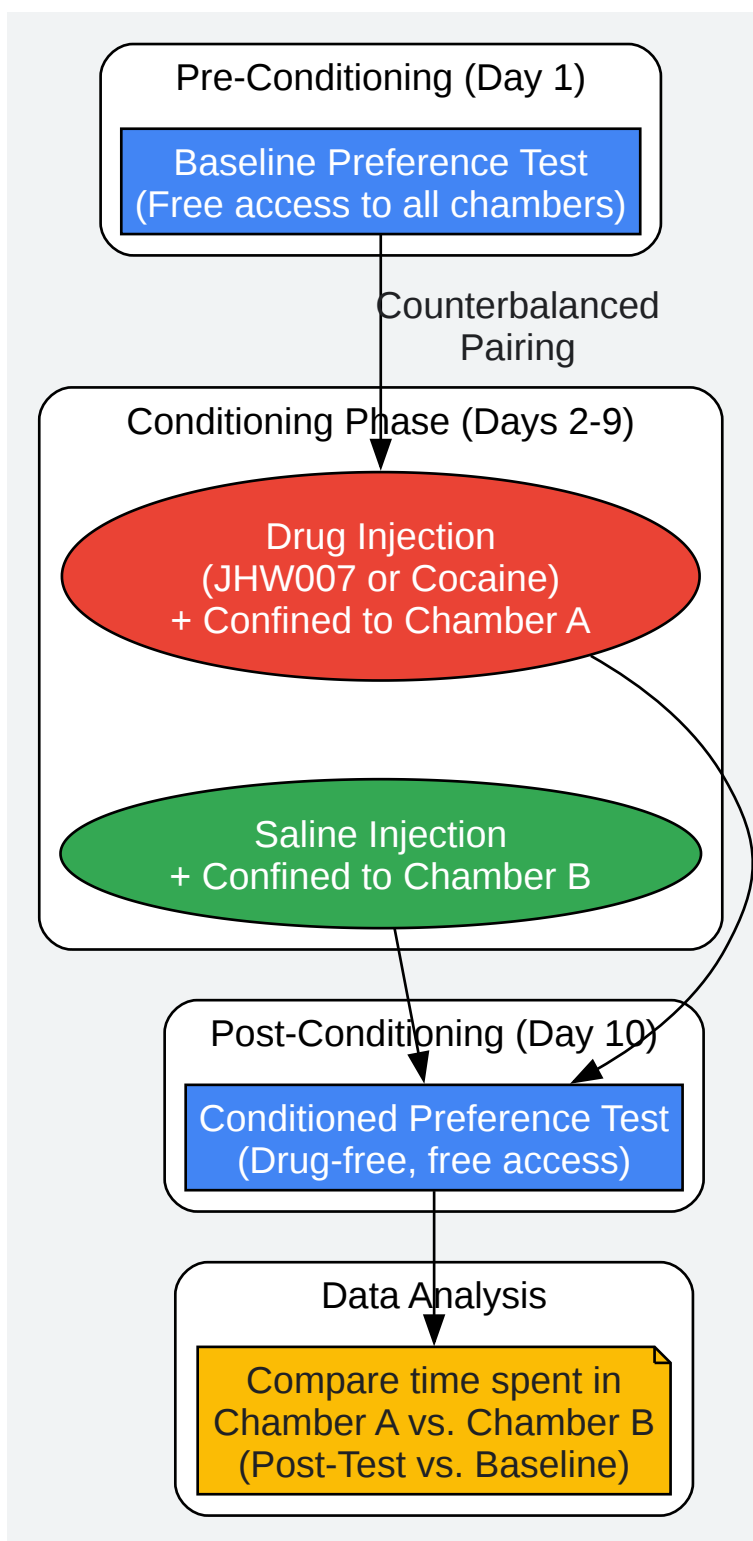 Pre-Conditioning (Day 1)
Baseline Preference Test
(Free access to all chambers)
Counterbalanced
Pairing
Conditioning Phase (Days 2-9)
Drug Injection
(JHW007 or Cocaine)
+ Confined to Chamber A
Saline Injection
+ Confined to Chamber B
Post-Conditioning (Day 10)
Conditioned Preference Test
(Drug-free, free access)
Data Analysis
Compare time spent in
Chamber A vs. Chamber B
(Post-Test vs. Baseline)